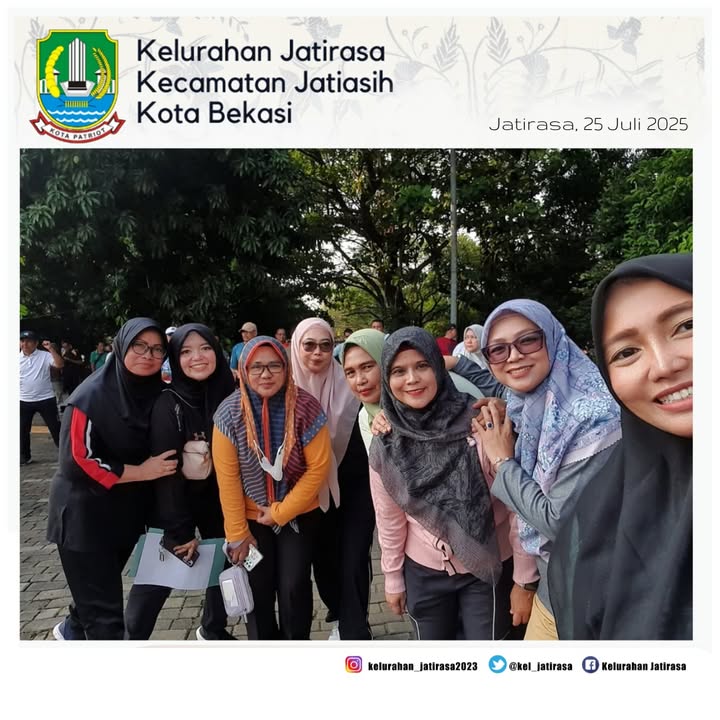 Kelurahan Jatirasa
Kecamatan Jatiasih
Kota Bekasi
KOTA PATRIOT
Jatirasa, 25 Juli 2025
kelurahan_jatirasa2023 @kel_jatirasa Kelurahan Jatirasa